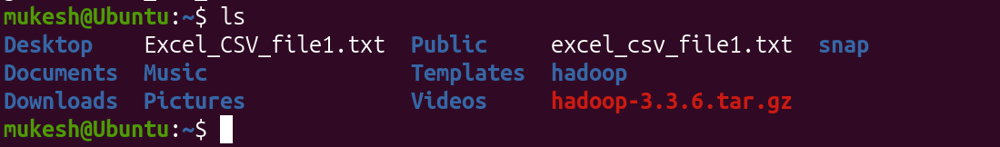 mukesh@Ubuntu:~$ ls
Desktop Excel_CSV_file1.txt Public excel_csv_file1.txt snap
Documents Music Templates hadoop
Downloads Pictures Videos hadoop-3.3.6.tar.gz
mukesh@Ubuntu:~$